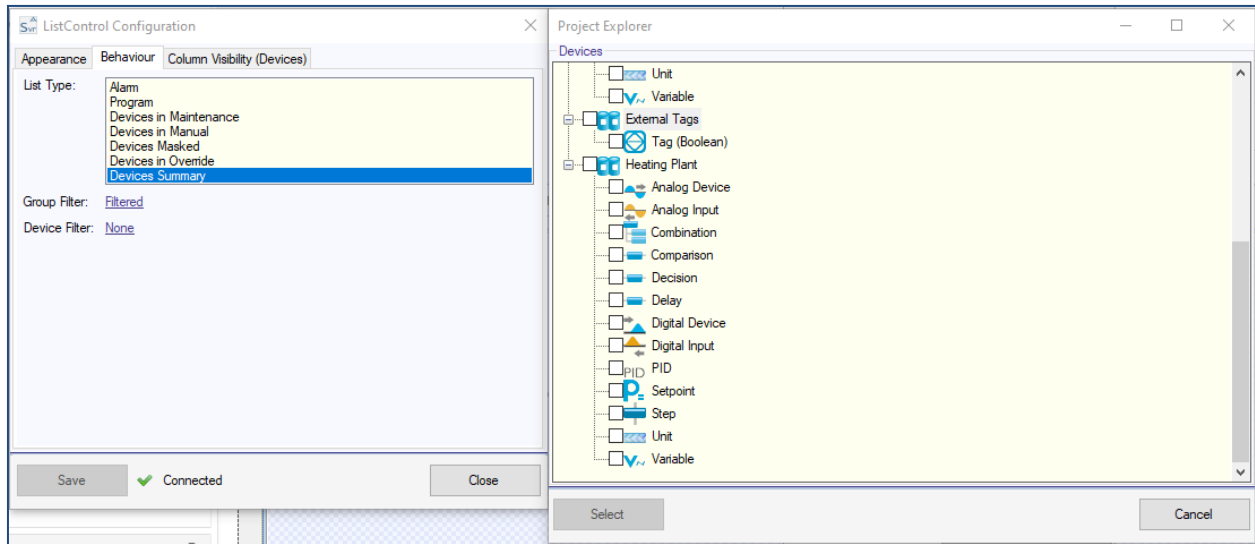 Svr ListControl Configuration
Appearance Behaviour Column Visibility (Devices)
List Type:
Alarm
Program
Devices in Maintenance
Devices in Manual
Devices Masked
Devices in Override
Devices Summary
Group Filter: Filtered
Device Filter: None
Save Connected Close
Project Explorer
Devices
Unit
Variable
External Tags
Tag (Boolean)
Heating Plant
Analog Device
Analog Input
Combination
Comparison
Decision
Delay
Digital Device
Digital Input
PID PID
Setpoint
Step
Unit
Variable
Select Cancel